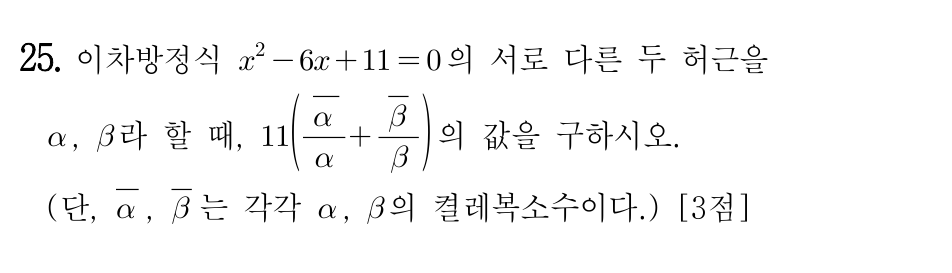 25. 이차방정식 $x^2-6x+11=0$의 서로 다른 두 허근을
$\alpha$, $\beta$라 할 때, $11\left(\dfrac{\overline{\alpha}}{\alpha}+\dfrac{\overline{\beta}}{\beta}\right)$의 값을 구하시오.
(단, $\overline{\alpha}$, $\overline{\beta}$는 각각 $\alpha$, $\beta$의 켤레복소수이다.) [3점]